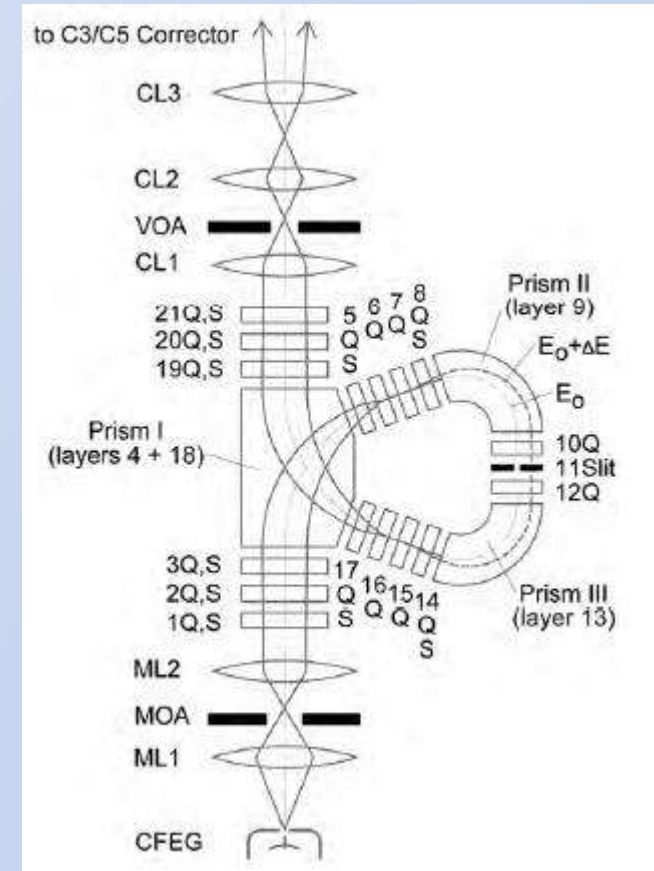 to C3/C5 Corrector
CL3
CL2
VOA
CL1
21Q,S
20Q,S
19Q,S
5
Q
S
6
Q
7
Q
8
Q
S
Prism II
(layer 9)
E₀+ΔE
E₀
Prism I
(layers 4 + 18)
10Q
11Slit
12Q
3Q,S
2Q,S
1Q,S
17
Q
S
16
Q
15
Q
14
Q
S
Prism III
(layer 13)
ML2
MOA
ML1
CFEG